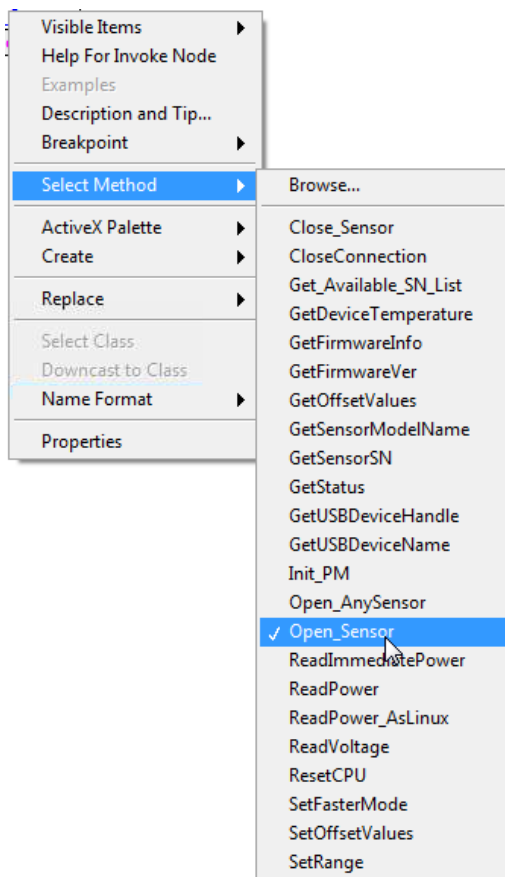 Visible Items
Help For Invoke Node
Examples
Description and Tip...
Breakpoint
Select Method
ActiveX Palette
Create
Replace
Select Class
Downcast to Class
Name Format
Properties
Browse...
Close_Sensor
CloseConnection
Get_Available_SN_List
GetDeviceTemperature
GetFirmwareInfo
GetFirmwareVer
GetOffsetValues
GetSensorModelName
GetSensorSN
GetStatus
GetUSBDeviceHandle
GetUSBDeviceName
Init_PM
Open_AnySensor
Open_Sensor
ReadImmediatePower
ReadPower
ReadPower_AsLinux
ReadVoltage
ResetCPU
SetFasterMode
SetOffsetValues
SetRange